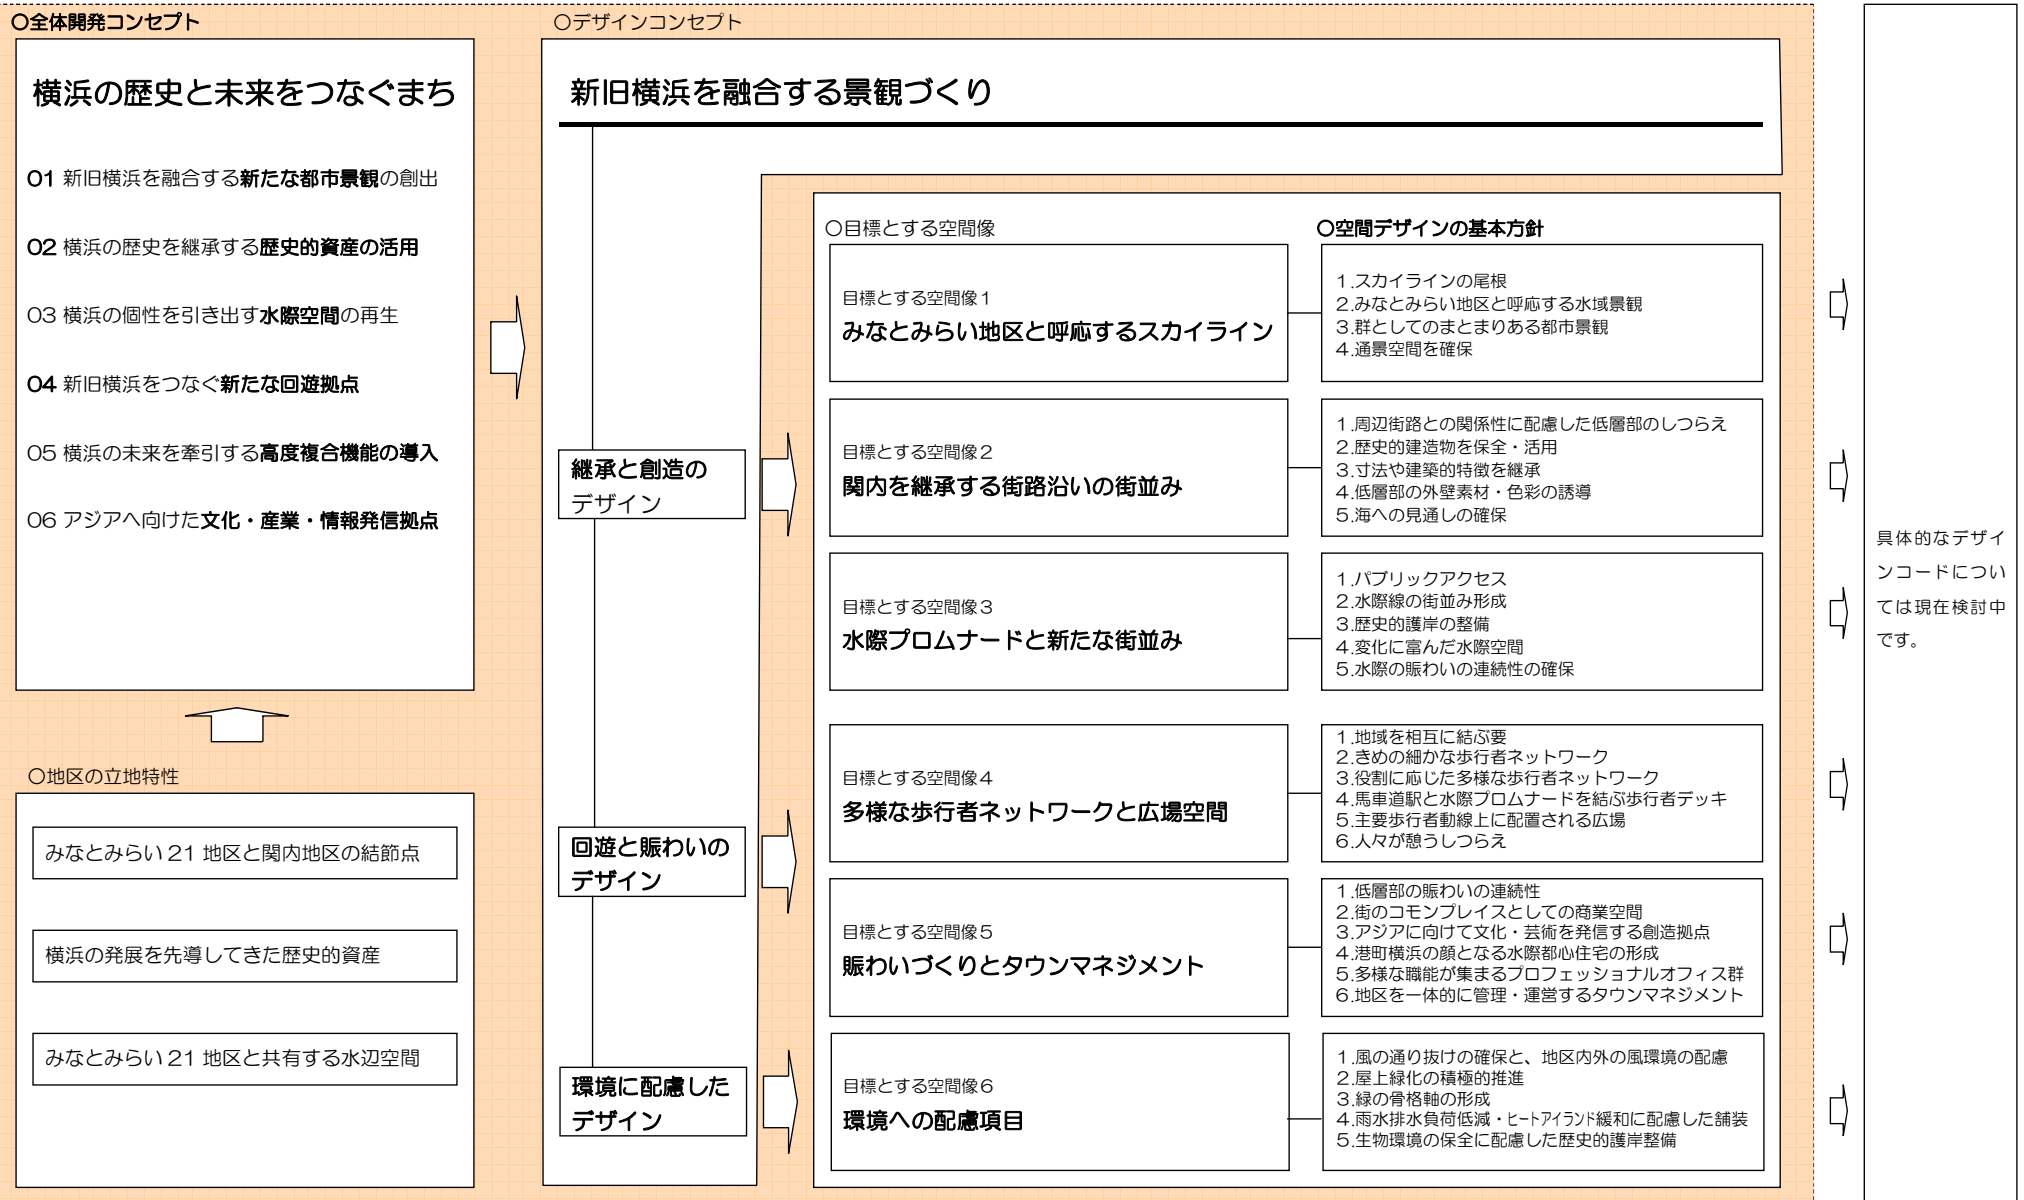 ○全体開発コンセプト
横浜の歴史と未来をつなぐまち
01 新旧横浜を融合する新たな都市景観の創出
02 横浜の歴史を継承する歴史的資産の活用
03 横浜の個性を引き出す水際空間の再生
04 新旧横浜をつなぐ新たな回遊拠点
05 横浜の未来を牽引する高度複合機能の導入
06 アジアへ向けた文化・産業・情報発信拠点
○地区の立地特性
みなとみらい 21 地区と関内地区の結節点
横浜の発展を先導してきた歴史的資産
みなとみらい 21 地区と共有する水辺空間
○デザインコンセプト
新旧横浜を融合する景観づくり
継承と創造の
デザイン
回遊と賑わいの
デザイン
環境に配慮した
デザイン
○目標とする空間像
○空間デザインの基本方針
目標とする空間像1
みなとみらい地区と呼応するスカイライン
1.スカイラインの尾根
2.みなとみらい地区と呼応する水域景観
3.群としてのまとまりある都市景観
4.通景空間を確保
目標とする空間像2
関内を継承する街路沿いの街並み
1.周辺街路との関係性に配慮した低層部のしつらえ
2.歴史的建造物を保全・活用
3.寸法や建築的特徴を継承
4.低層部の外壁素材・色彩の誘導
5.海への見通しの確保
目標とする空間像3
水際プロムナードと新たな街並み
1.パブリックアクセス
2.水際線の街並み形成
3.歴史的護岸の整備
4.変化に富んだ水際空間
5.水際の賑わいの連続性の確保
目標とする空間像4
多様な歩行者ネットワークと広場空間
1.地域を相互に結ぶ要
2.きめの細かな歩行者ネットワーク
3.役割に応じた多様な歩行者ネットワーク
4.馬車道駅と水際プロムナードを結ぶ歩行者デッキ
5.主要歩行者動線上に配置される広場
6.人々が憩うしつらえ
目標とする空間像5
賑わいづくりとタウンマネジメント
1.低層部の賑わいの連続性
2.街のコモンプレイスとしての商業空間
3.アジアに向けて文化・芸術を発信する創造拠点
4.港町横浜の顔となる水際都心住宅の形成
5.多様な職能が集まるプロフェッショナルオフィス群
6.地区を一体的に管理・運営するタウンマネジメント
目標とする空間像6
環境への配慮項目
1.風の通り抜けの確保と、地区内外の風環境の配慮
2.屋上緑化の積極的推進
3.緑の骨格軸の形成
4.雨水排水負荷低減・ヒートアイランド緩和に配慮した舗装
5.生物環境の保全に配慮した歴史的護岸整備
具体的なデザイ
ンコードについ
ては現在検討中
です。